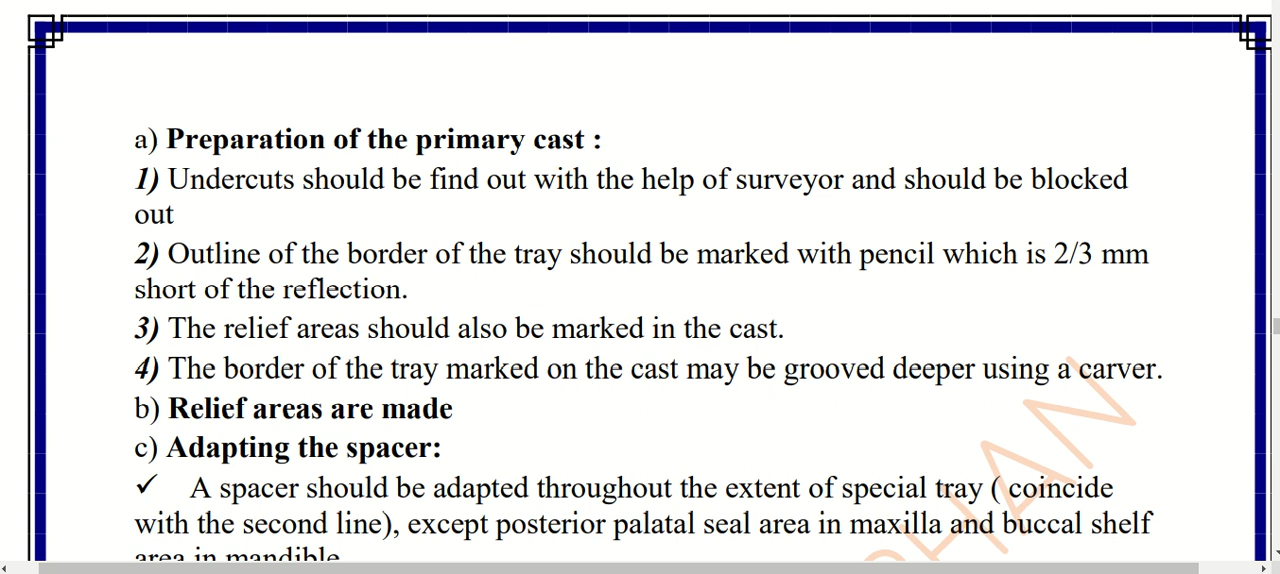 a) Preparation of the primary cast :
1) Undercuts should be find out with the help of surveyor and should be blocked
out
2) Outline of the border of the tray should be marked with pencil which is 2/3 mm
short of the reflection.
3) The relief areas should also be marked in the cast.
4) The border of the tray marked on the cast may be grooved deeper using a carver.
b) Relief areas are made
c) Adapting the spacer:
✓ A spacer should be adapted throughout the extent of special tray ( coincide
with the second line), except posterior palatal seal area in maxilla and buccal shelf
area in mandible